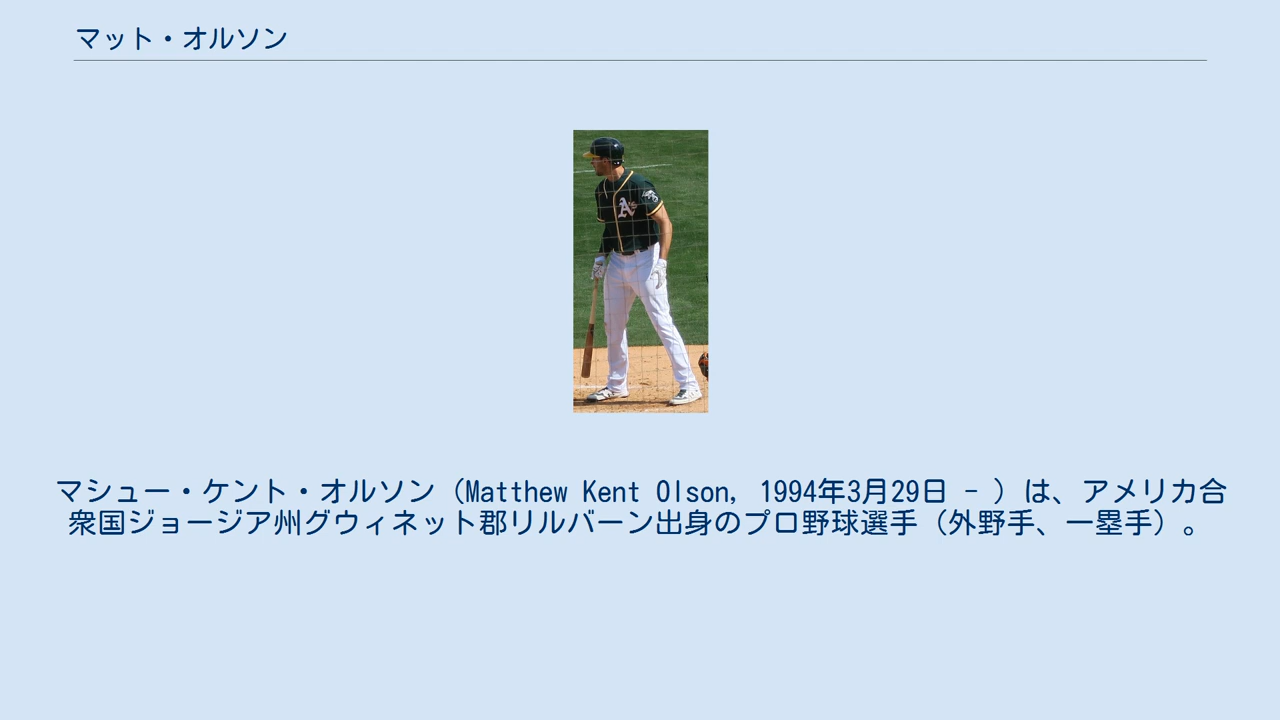 マット・オルソン
A's
マシュー・ケント・オルソン（Matthew Kent Olson, 1994年3月29日 - ）は、アメリカ合
衆国ジョージア州グウィネット郡リルバーン出身のプロ野球選手（外野手、一塁手）。